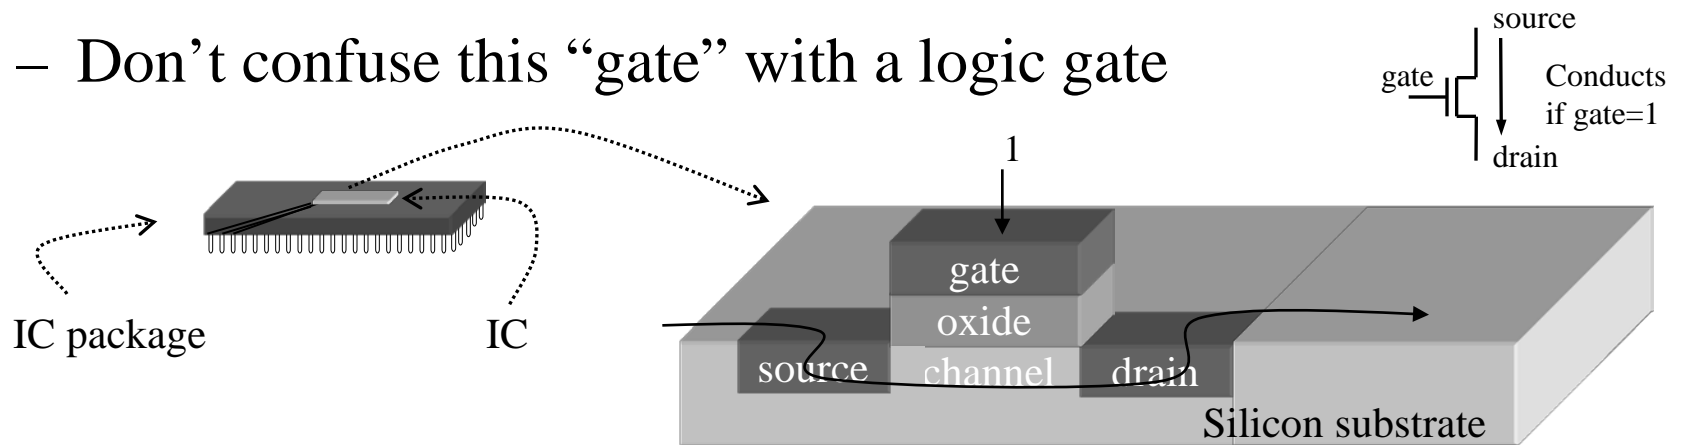 – Don’t confuse this “gate” with a logic gate
source
gate
Conducts
if gate=1
drain
1
gate
oxide
source
channel
drain
Silicon substrate
IC package
IC